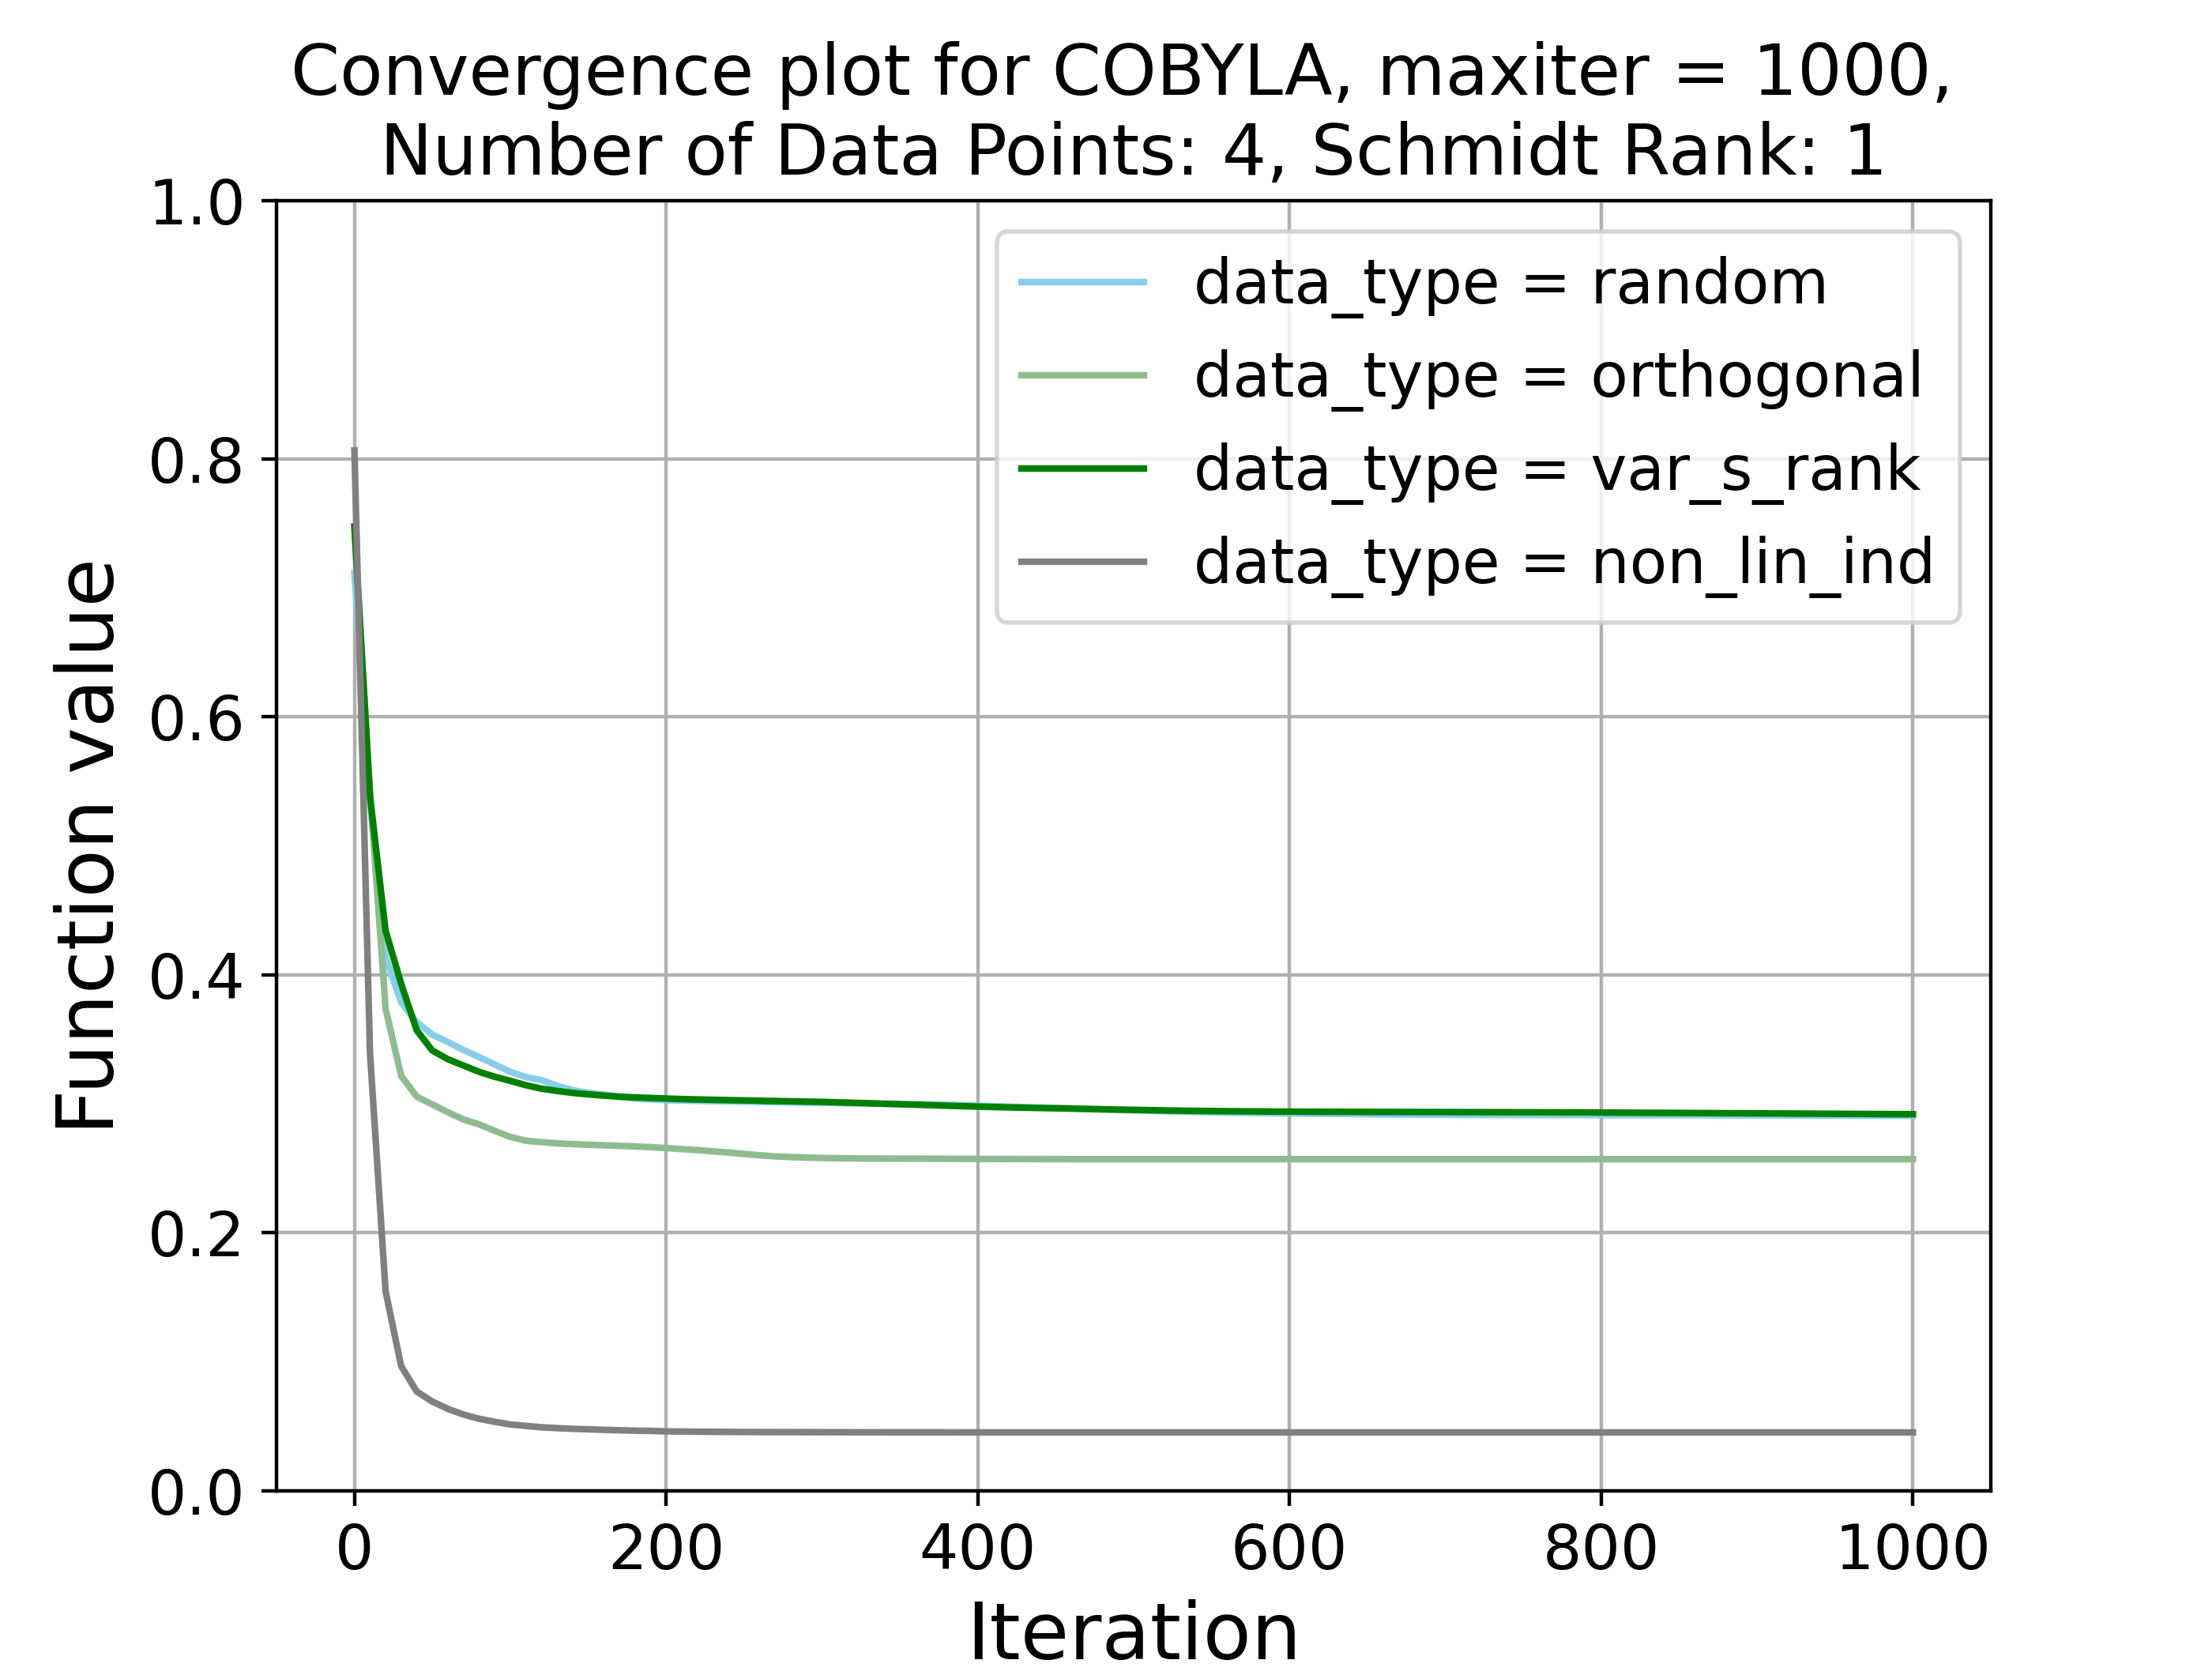 Convergence plot for COBYLA, maxiter = 1000,
Number of Data Points: 4, Schmidt Rank: 1
1.0
0.8
0.6
0.4
0.2
0.0
Function value
data_type = random
data_type = orthogonal
data_type = var_s_rank
data_type = non_lin_ind
0 200 400 600 800 1000
Iteration